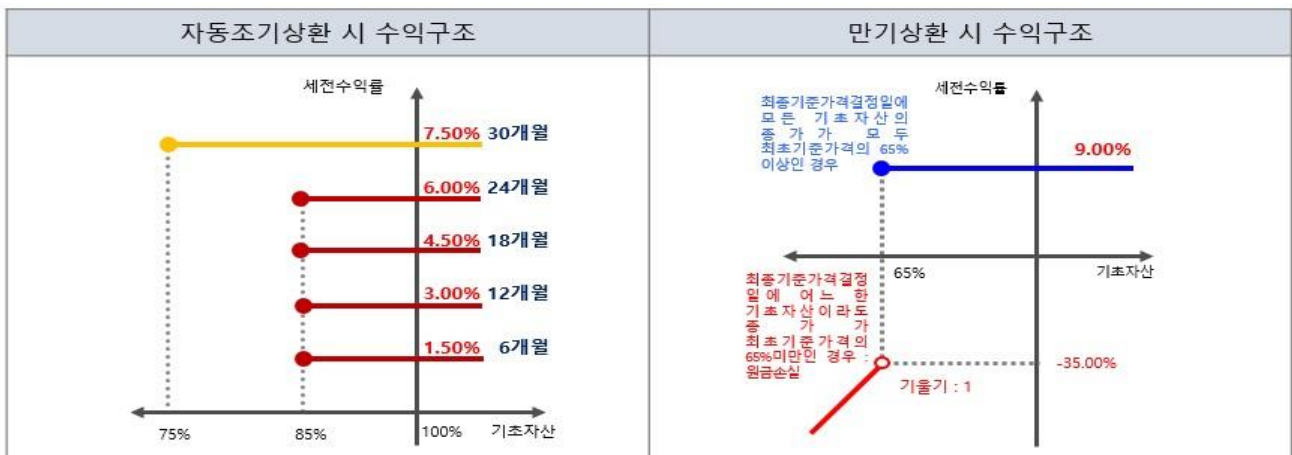 자동조기상환 시 수익구조
만기상환 시 수익구조
세전수익률
7.50% 30개월
6.00% 24개월
4.50% 18개월
3.00% 12개월
1.50% 6개월
75%
85%
100%
기초자산
세전수익률
최종기준가격결정일에
모든 기초자산의
종가가 모두
최초기준가격의 65%
이상인 경우
9.00%
65%
기초자산
최종기준가격결정
일에 어느 한
기초자산이라도
종가가
최초기준가격의
65%미만인 경우 :
원금손실
-35.00%
기울기 : 1